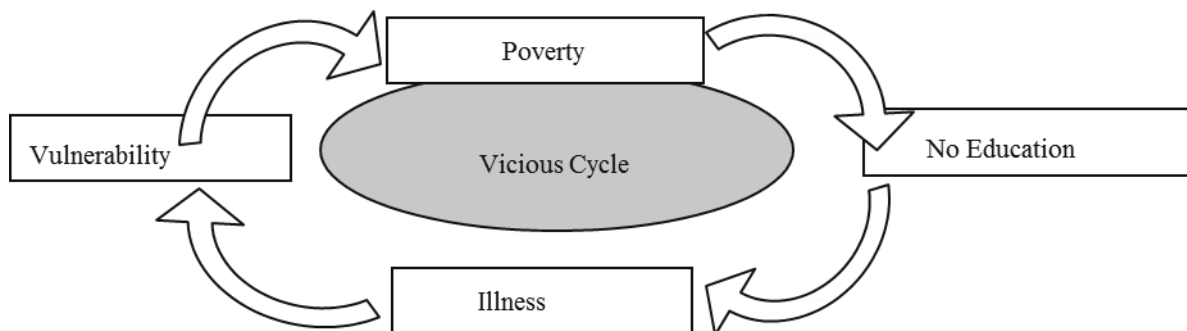 Poverty
Vulnerability
Vicious Cycle
No Education
Illness